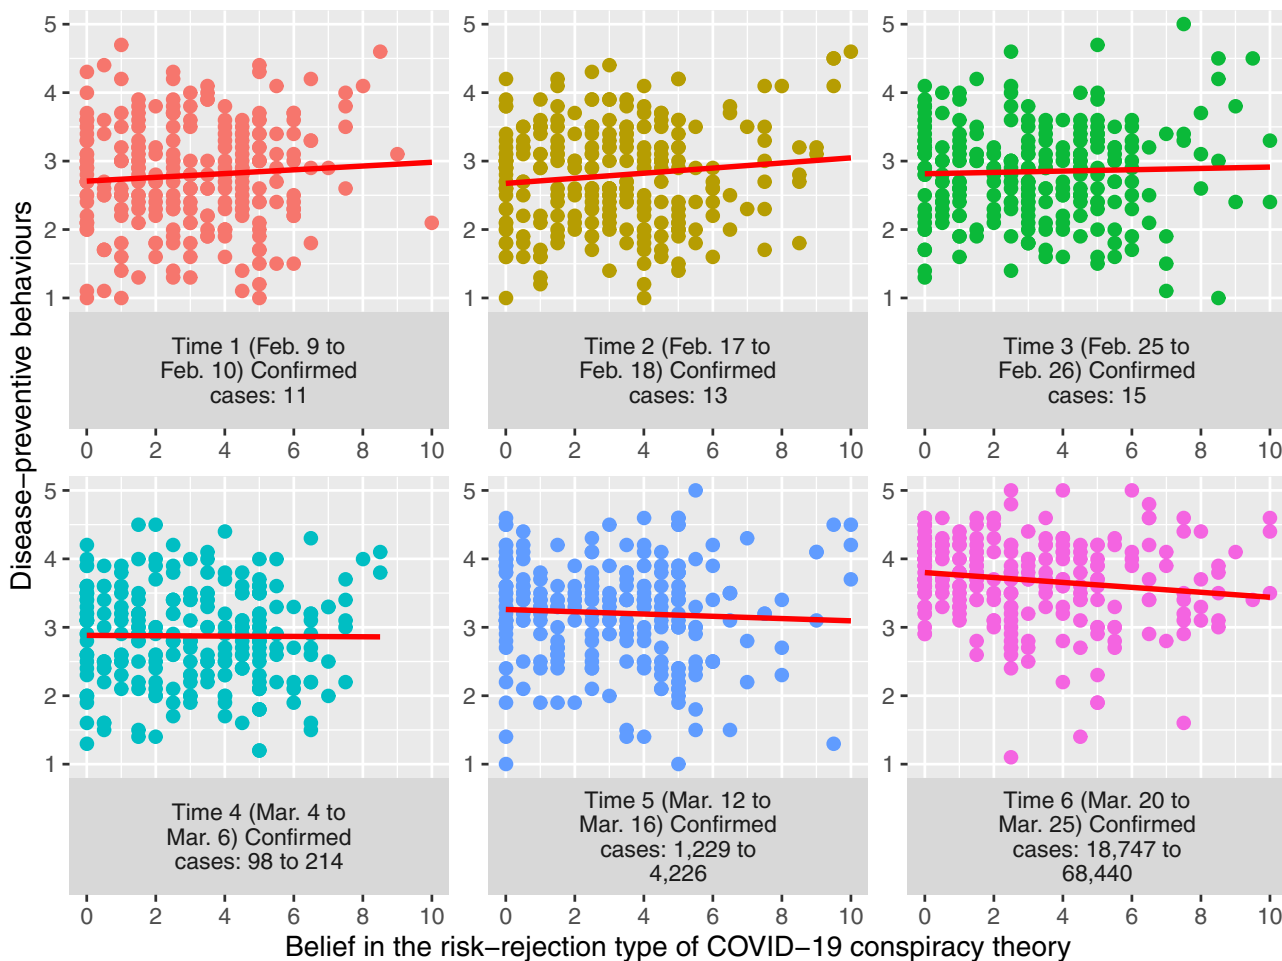 Disease−preventive behaviours
5
4
3
2
1
5
4
3
2
1
5
4
3
2
1
Time 1 (Feb. 9 to
Feb. 10) Confirmed
cases: 11
Time 2 (Feb. 17 to
Feb. 18) Confirmed
cases: 13
Time 3 (Feb. 25 to
Feb. 26) Confirmed
cases: 15
0 2 4 6 8 10
0 2 4 6 8 10
0 2 4 6 8 10
5
4
3
2
1
5
4
3
2
1
5
4
3
2
1
Time 4 (Mar. 4 to
Mar. 6) Confirmed
cases: 98 to 214
Time 5 (Mar. 12 to
Mar. 16) Confirmed
cases: 1,229 to
4,226
Time 6 (Mar. 20 to
Mar. 25) Confirmed
cases: 18,747 to
68,440
0 2 4 6 8 10
0 2 4 6 8 10
0 2 4 6 8 10
Belief in the risk−rejection type of COVID−19 conspiracy theory